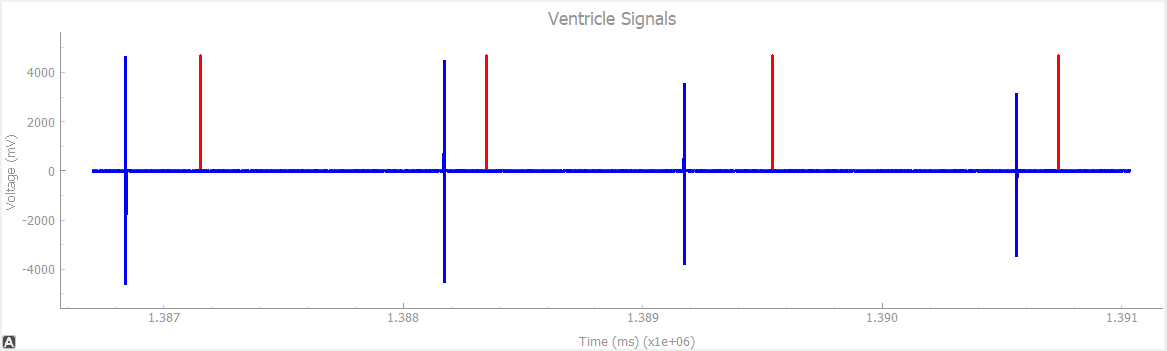 Ventricle Signals
4000
2000
0
-2000
-4000
Voltage (mV)
1.387 1.388 1.389 1.390 1.391
Time (ms) (x1e+06)
A